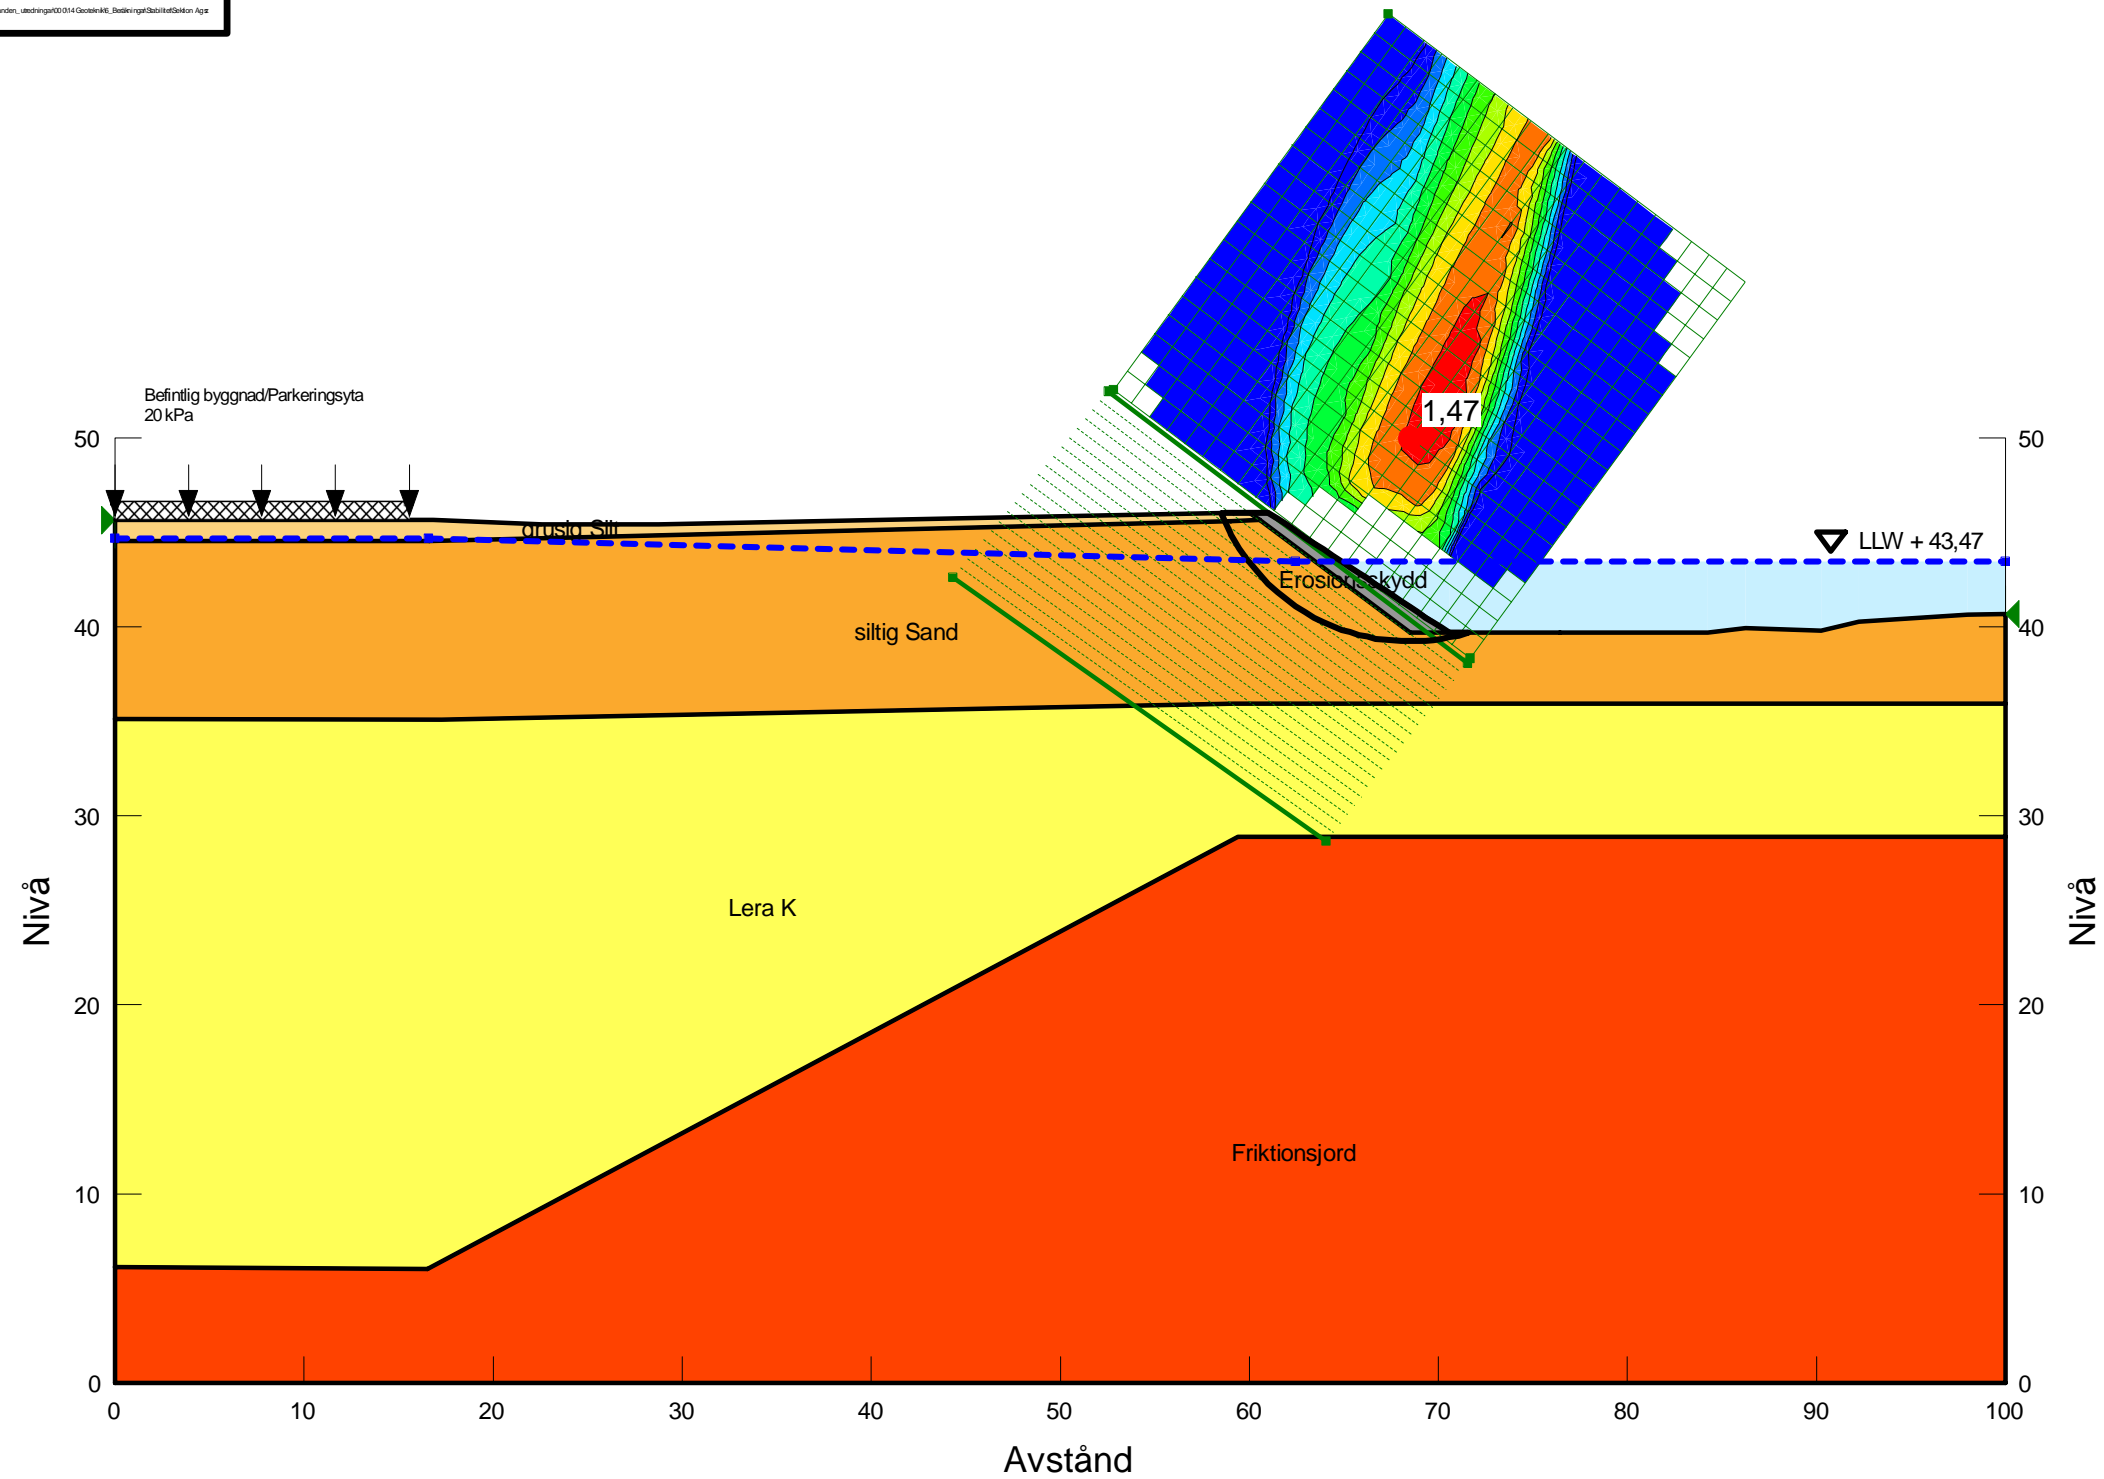 Befintlig byggnad/Parkeringsyta
20 kPa
1,47
50
50
grusig Silt
LLW + 43,47
Erosionsskydd
40
siltig Sand
40
30
30
Nivå
Lera K
Nivå
20
20
Friktionsjord
10
10
0
0
0 10 20 30 40 50 60 70 80 90 100
Avstånd